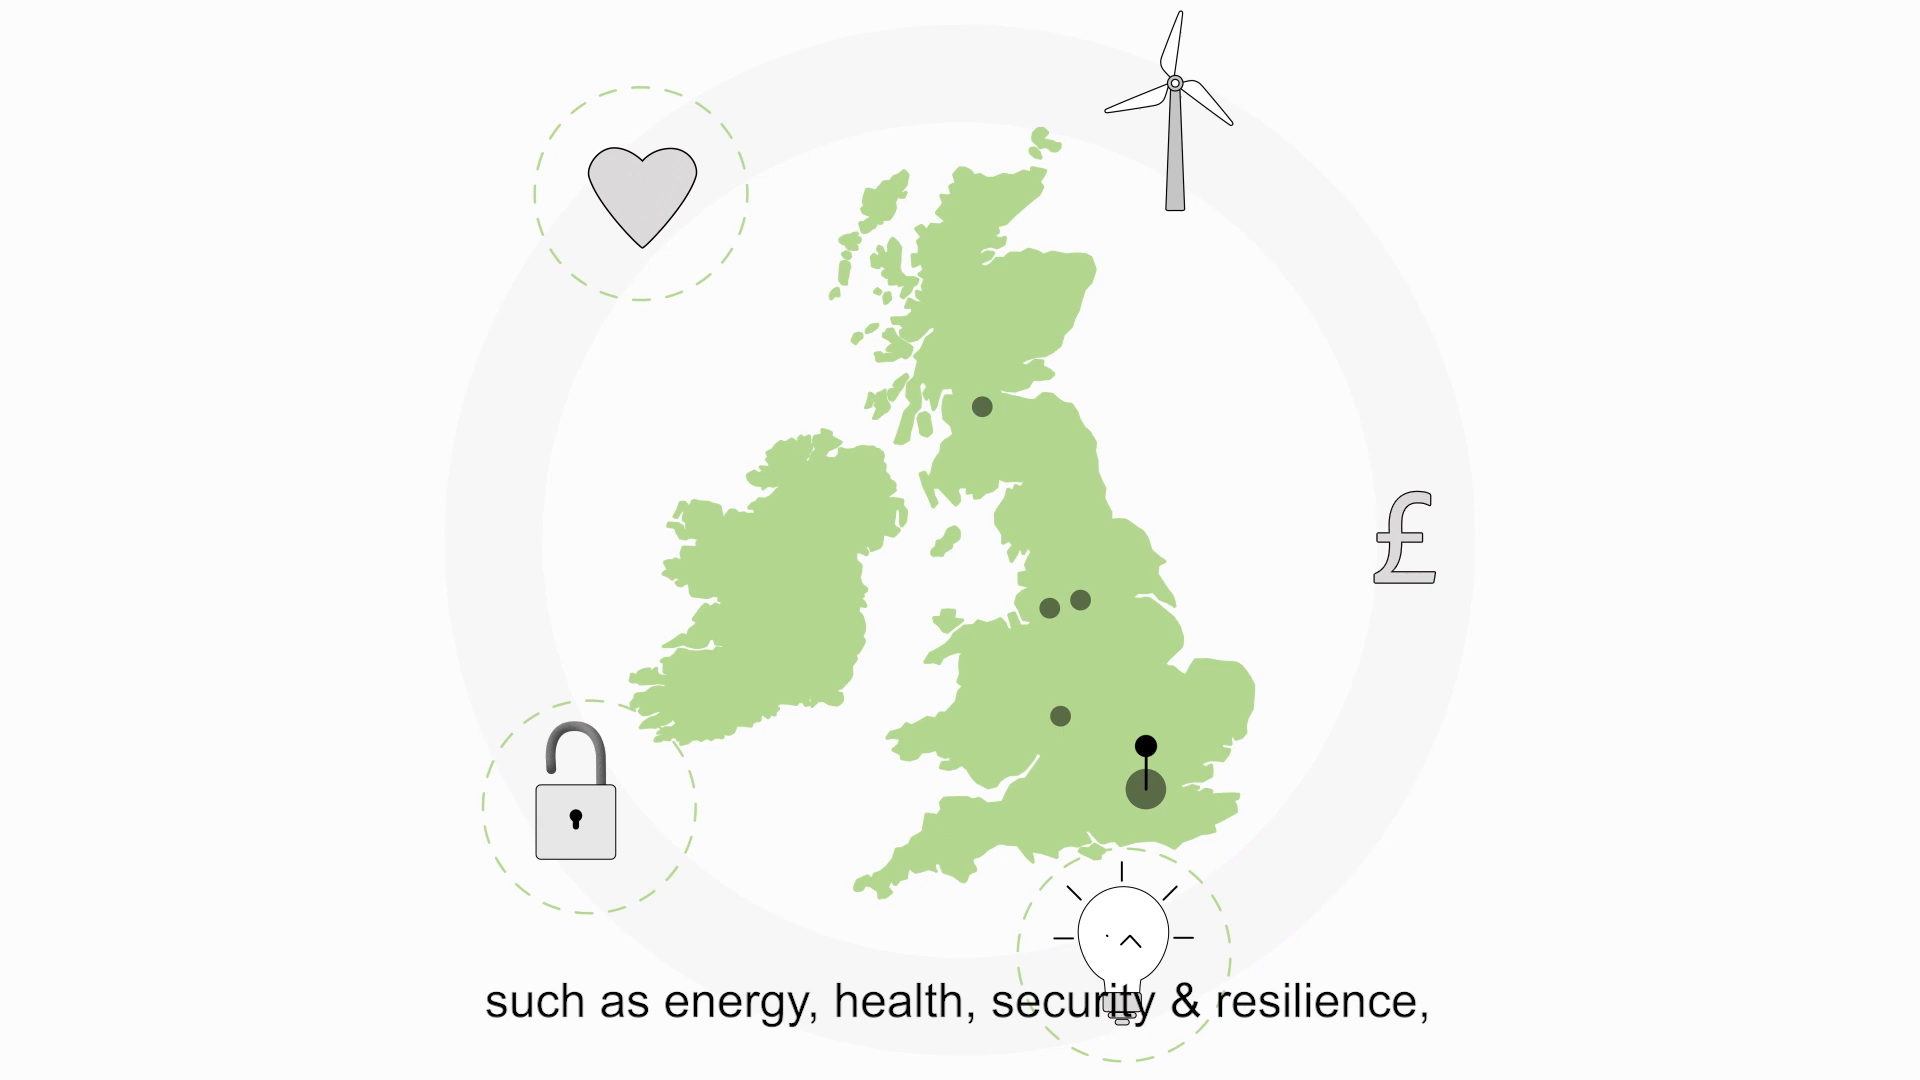 £
such as energy, health, security & resilience,